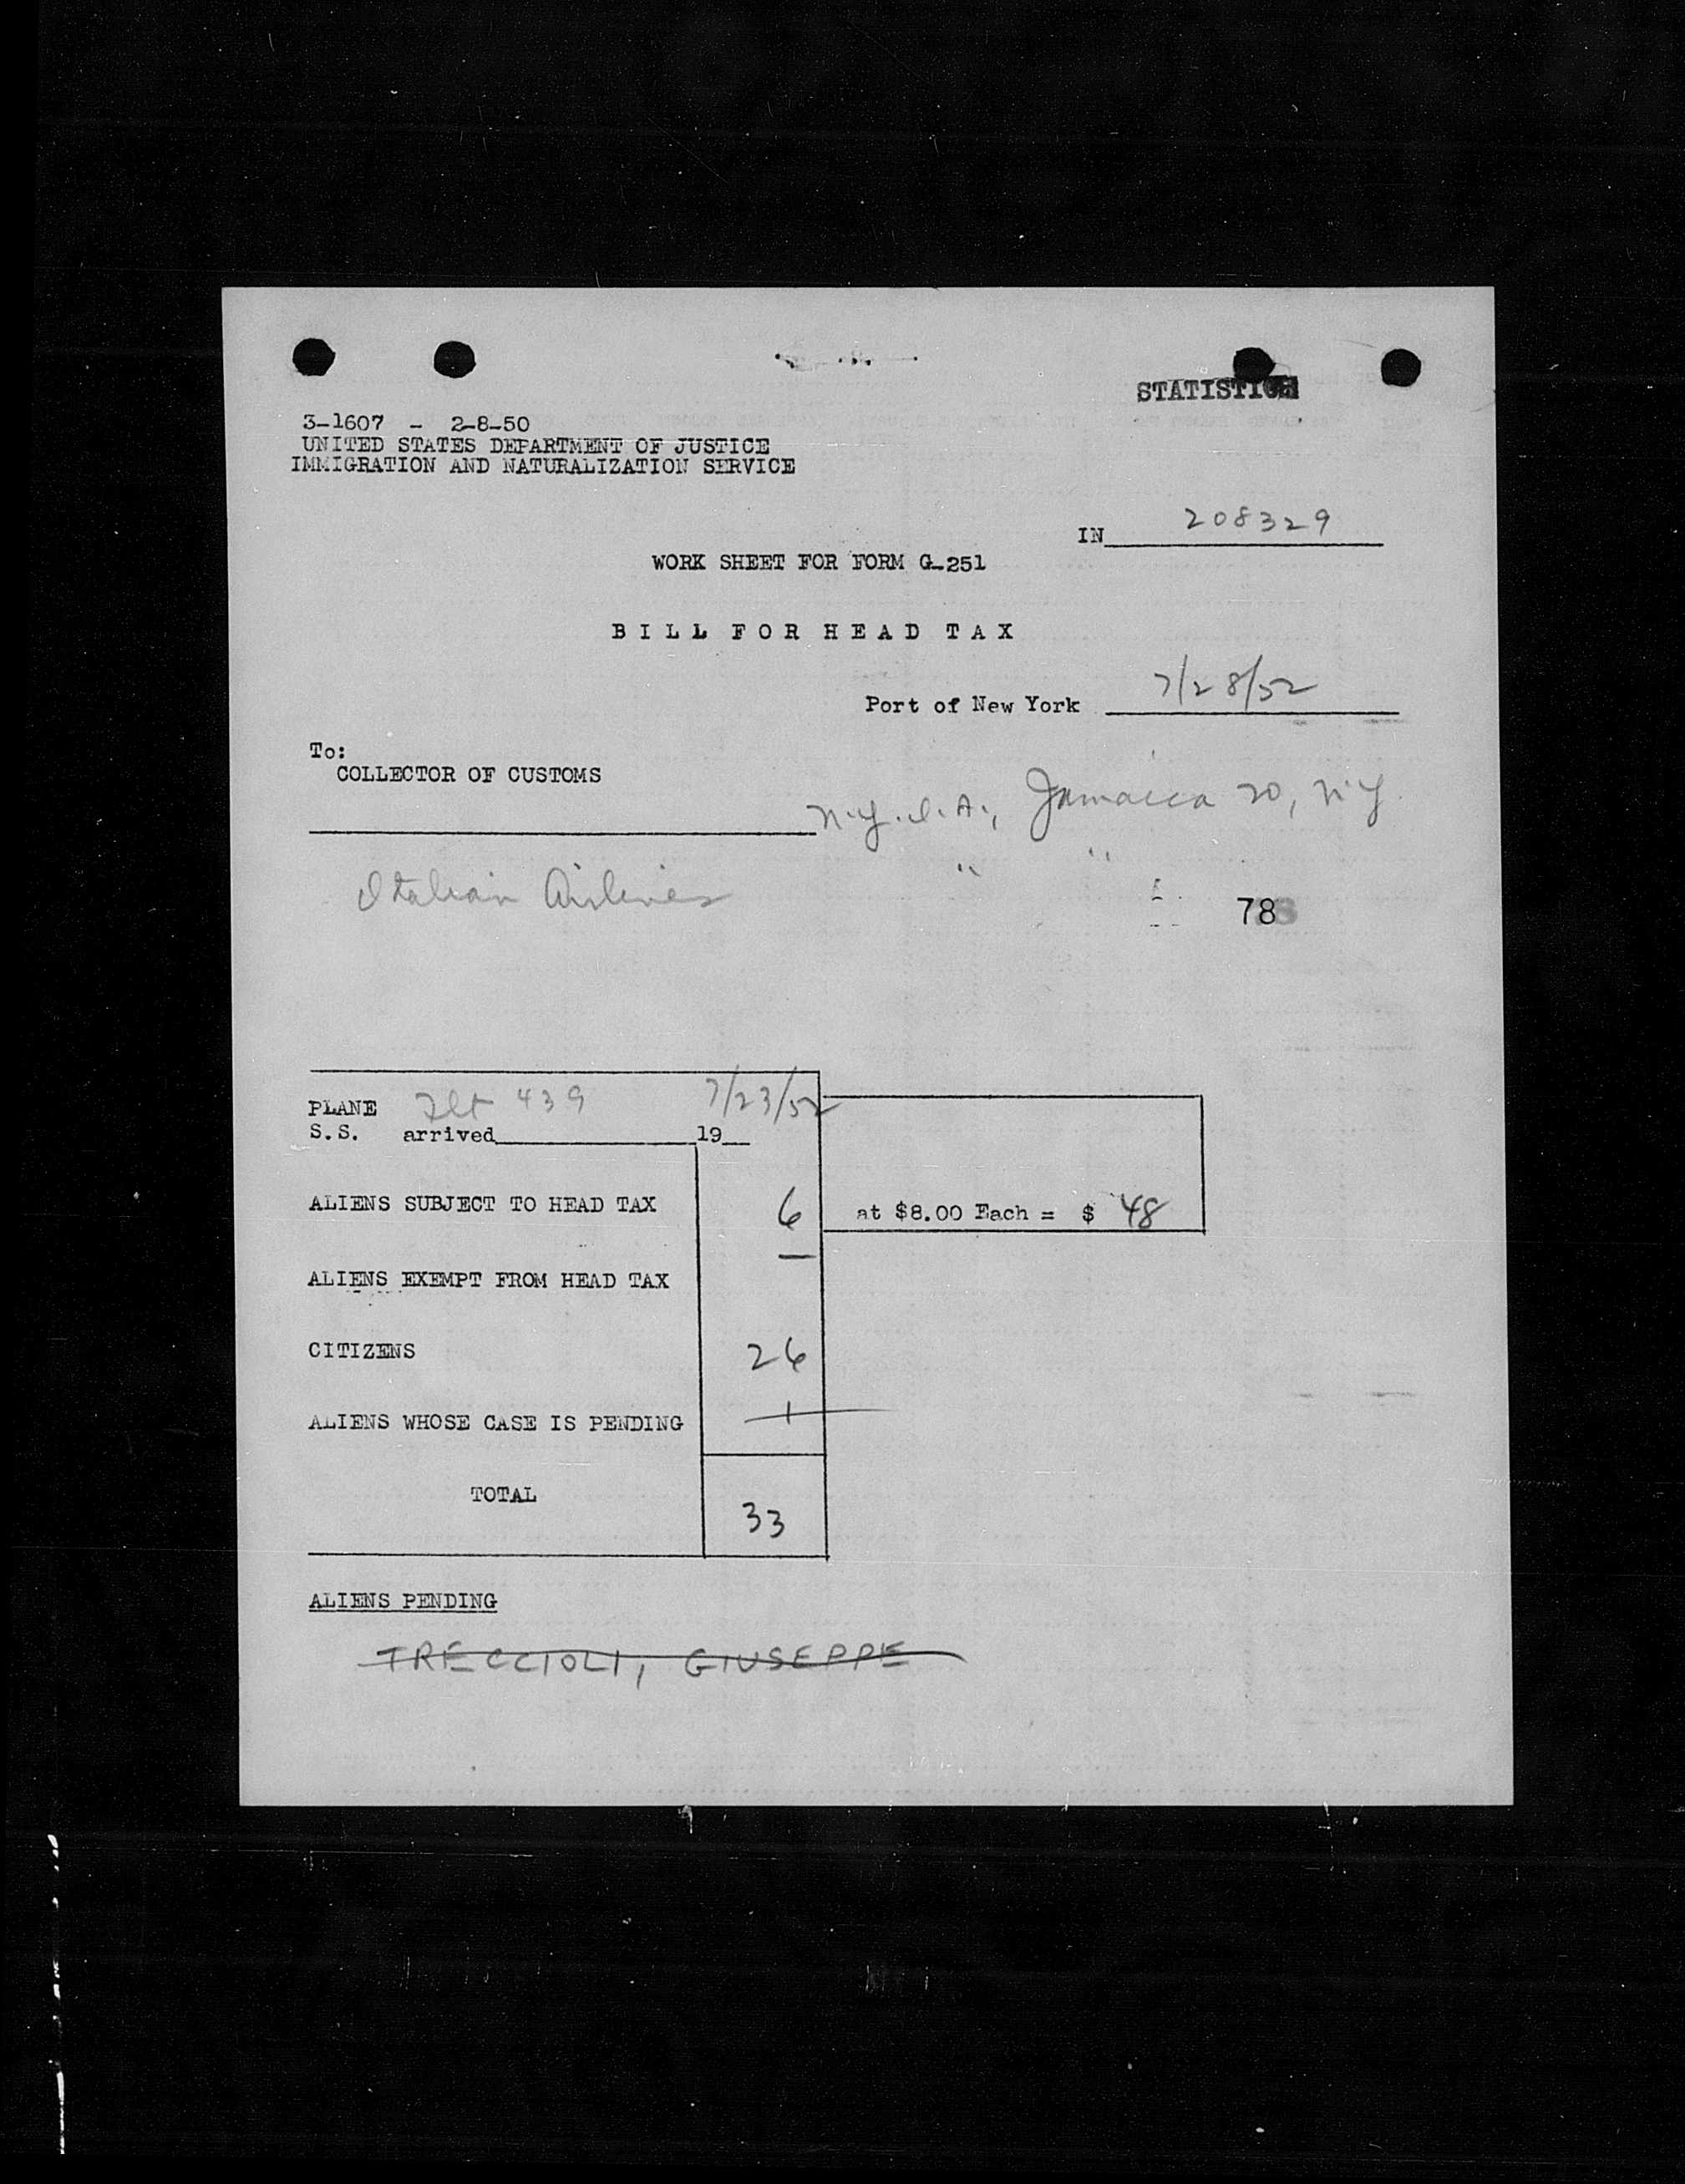 STATISTICS
3-1607 - 2-8-50
UNITED STATES DEPARTMENT OF JUSTICE
IMMIGRATION AND NATURALIZATION SERVICE
IN 208329
WORK SHEET FOR FORM G-251
BILL FOR HEAD TAX
Port of New York 7/28/52
To:
COLLECTOR OF CUSTOMS
N.Y.I.A., Jamaica 20, N.Y.
Italian Airlines " "
78
PLANE Flt 439 7/23/52
S.S. arrived 19
ALIENS SUBJECT TO HEAD TAX 6 at $8.00 Each = $ 48
ALIENS EXEMPT FROM HEAD TAX
CITIZENS 26
ALIENS WHOSE CASE IS PENDING 1
TOTAL 33
ALIENS PENDING
TRECCIOLI, GIUSEPPE